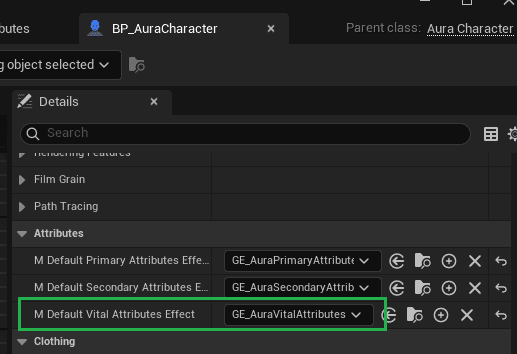 butes
BP_AuraCharacter
Parent class: Aura Character
g object selected
Details
Search
Rendering Features
Film Grain
Path Tracing
Attributes
M Default Primary Attributes Effe...
GE_AuraPrimaryAttribute
M Default Secondary Attributes E...
GE_AuraSecondaryAttrib
M Default Vital Attributes Effect
GE_AuraVitalAttributes
Clothing